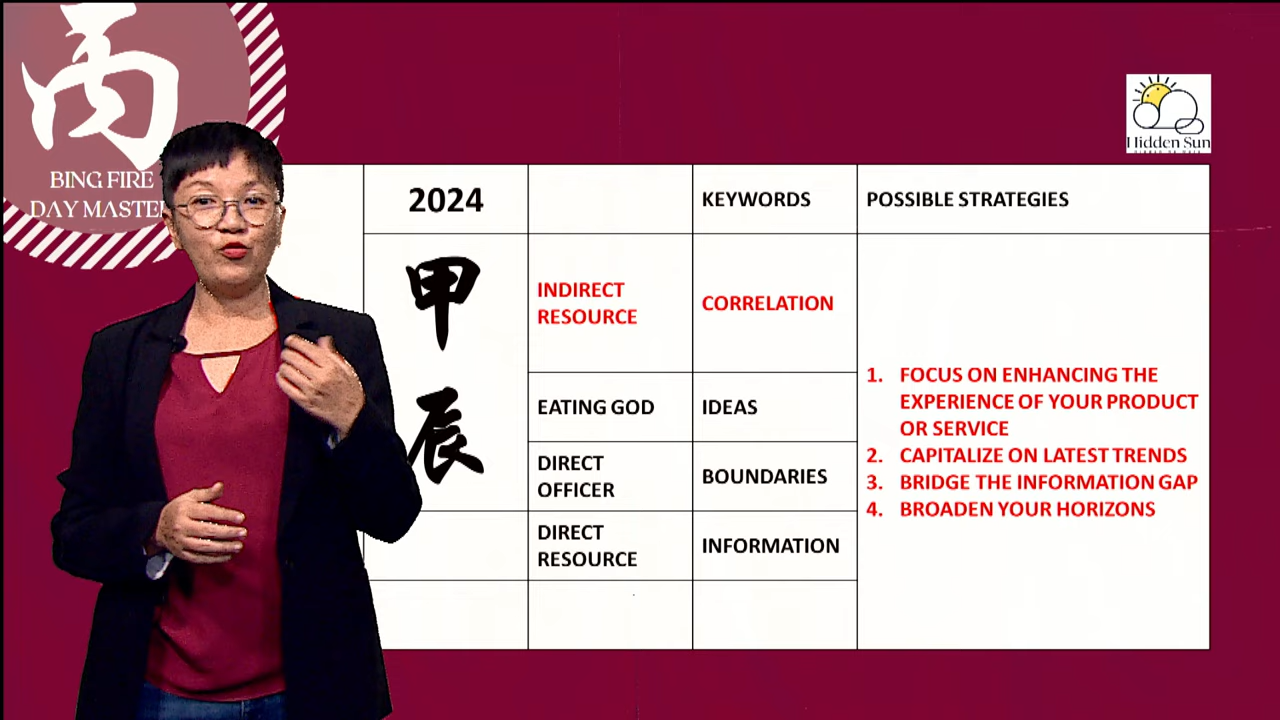 丙
BING FIRE
DAY MASTER
Hidden Sun
2024
KEYWORDS
POSSIBLE STRATEGIES
甲
辰
INDIRECT
RESOURCE
CORRELATION
EATING GOD
IDEAS
DIRECT
OFFICER
BOUNDARIES
DIRECT
RESOURCE
INFORMATION
1. FOCUS ON ENHANCING THE
EXPERIENCE OF YOUR PRODUCT
OR SERVICE
2. CAPITALIZE ON LATEST TRENDS
3. BRIDGE THE INFORMATION GAP
4. BROADEN YOUR HORIZONS